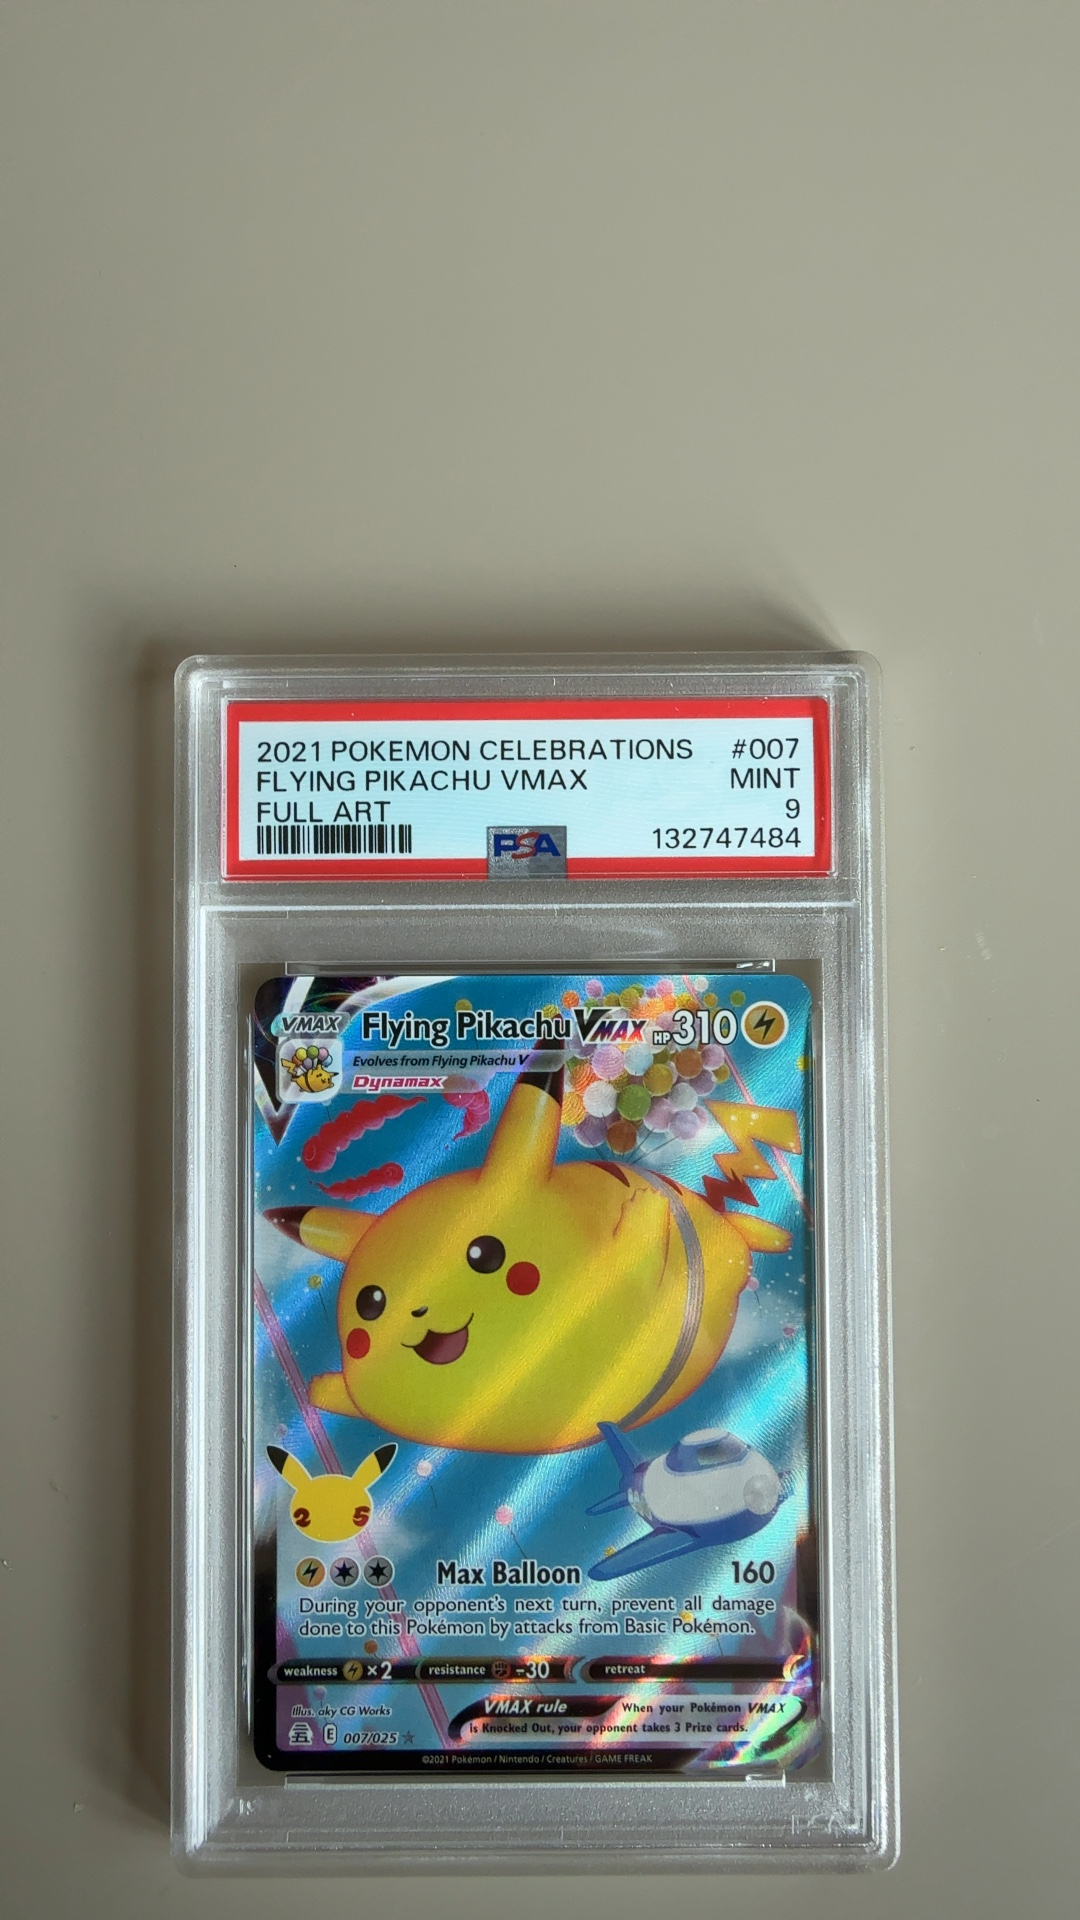 2021 POKEMON CELEBRATIONS #007
FLYING PIKACHU VMAX MINT
FULL ART 9
PSA 132747484
VMAX Flying Pikachu VMAX HP 310
Evolves from Flying Pikachu V
Dynamax
25
Max Balloon 160
During your opponent's next turn, prevent all damage
done to this Pokémon by attacks from Basic Pokémon.
weakness ×2 resistance -30 retreat
Illus. aky CG Works
VMAX rule When your Pokémon VMAX
is Knocked Out, your opponent takes 3 Prize cards.
E 007/025
©2021 Pokémon / Nintendo / Creatures / GAME FREAK
PSA